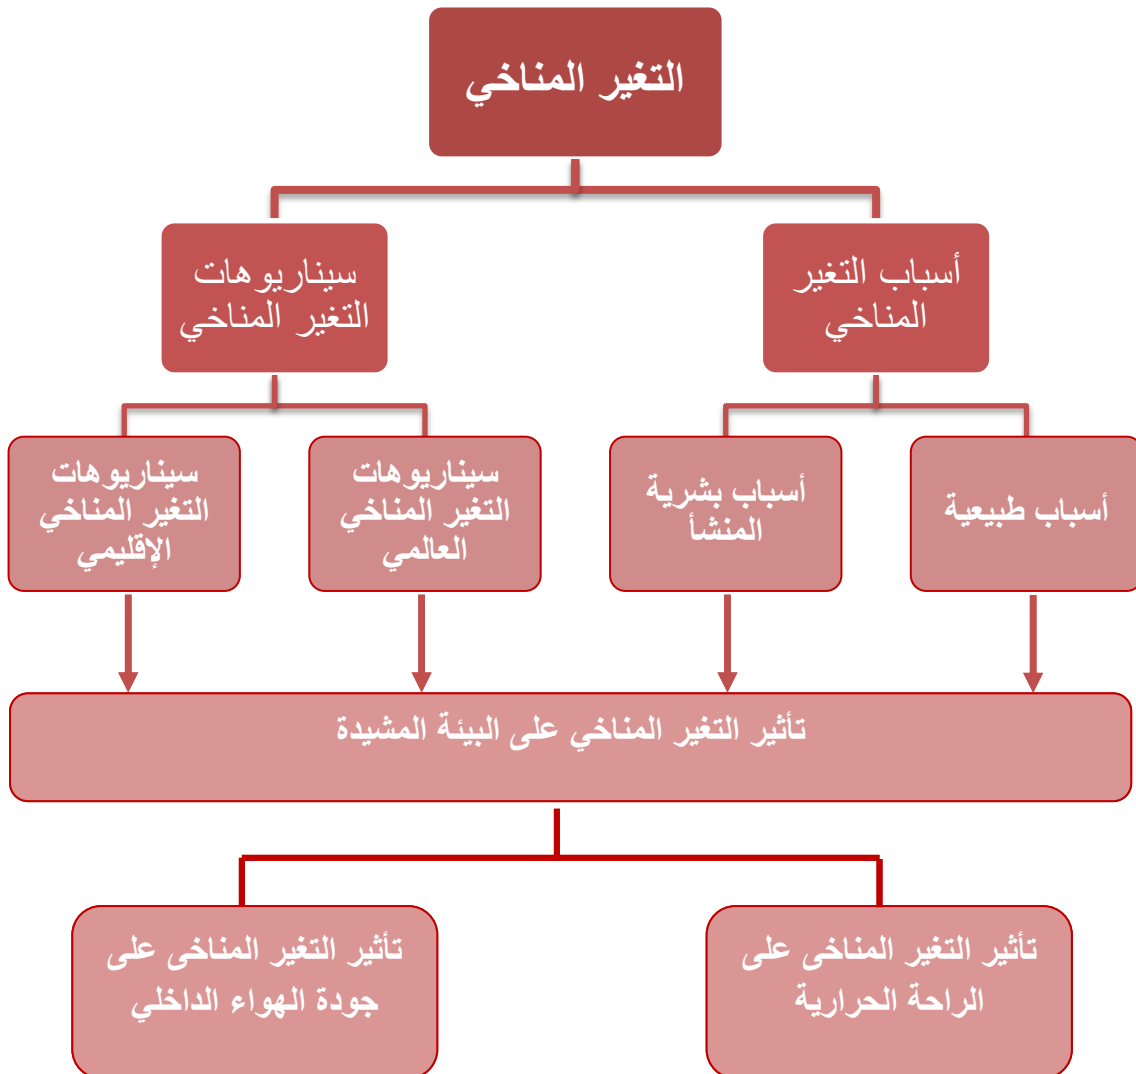 التغير المناخي
أسباب التغير
المناخي
سيناريوهات
التغير المناخي
أسباب طبيعية
أسباب بشرية
المنشأ
سيناريوهات
التغير المناخي
العالمي
سيناريوهات
التغير المناخي
الإقليمي
تأثير التغير المناخي على البيئة المشيدة
تأثير التغير المناخى على
الراحة الحرارية
تأثير التغير المناخى على
جودة الهواء الداخلي